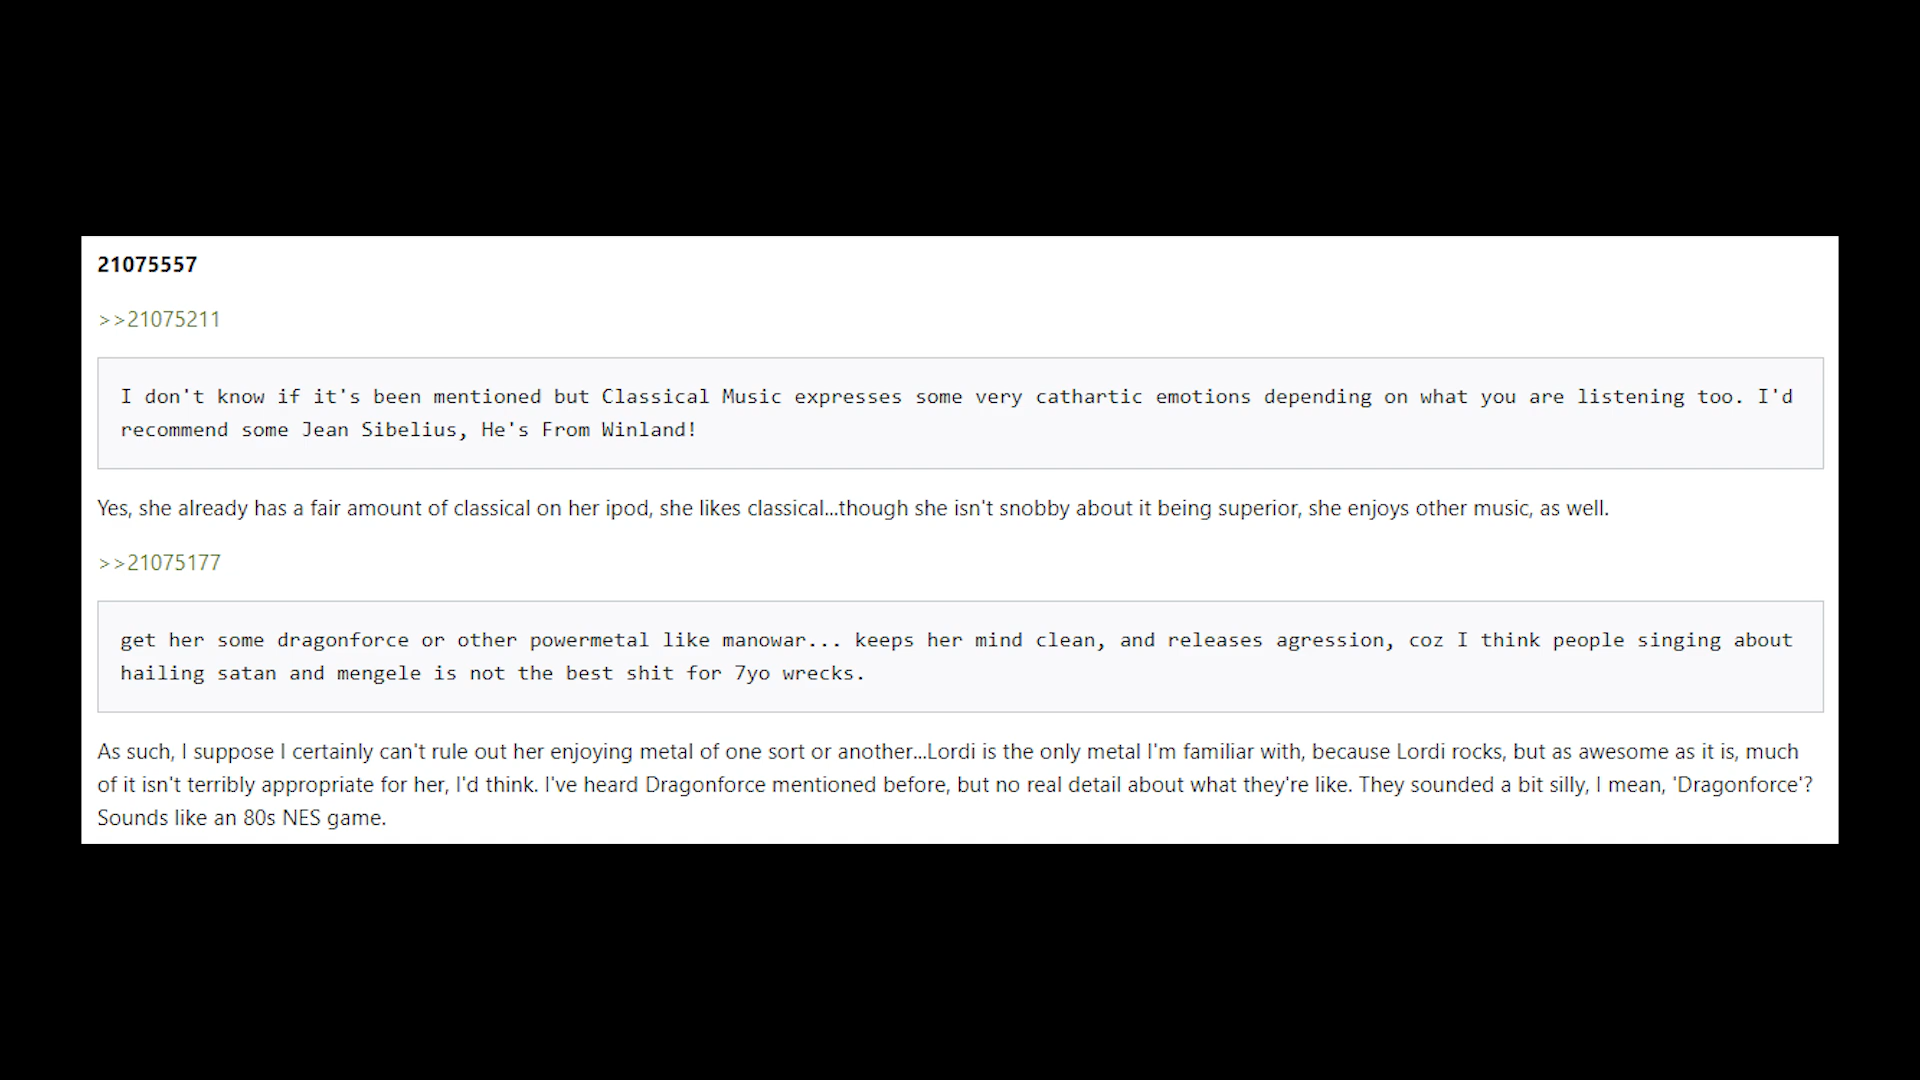 21075557
>>21075211
I don't know if it's been mentioned but Classical Music expresses some very cathartic emotions depending on what you are listening too. I'd
recommend some Jean Sibelius, He's From Winland!
Yes, she already has a fair amount of classical on her ipod, she likes classical...though she isn't snobby about it being superior, she enjoys other music, as well.
>>21075177
get her some dragonforce or other powermetal like manowar... keeps her mind clean, and releases agression, coz I think people singing about
hailing satan and mengele is not the best shit for 7yo wrecks.
As such, I suppose I certainly can't rule out her enjoying metal of one sort or another...Lordi is the only metal I'm familiar with, because Lordi rocks, but as awesome as it is, much
of it isn't terribly appropriate for her, I'd think. I've heard Dragonforce mentioned before, but no real detail about what they're like. They sounded a bit silly, I mean, 'Dragonforce'?
Sounds like an 80s NES game.